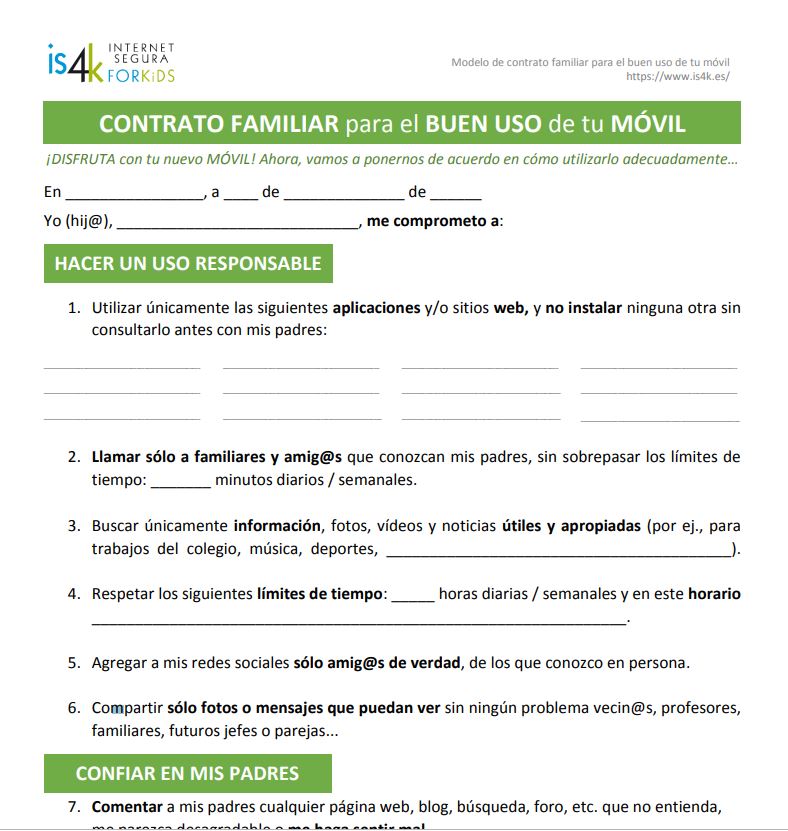 is4k INTERNET
SEGURA
FORKiDS
Modelo de contrato familiar para el buen uso de tu móvil
https://www.is4k.es/
CONTRATO FAMILIAR para el BUEN USO de tu MÓVIL
¡DISFRUTA con tu nuevo MÓVIL! Ahora, vamos a ponernos de acuerdo en cómo utilizarlo adecuadamente…
En ________________, a ____ de ______________ de ______
Yo (hij@), ____________________________, me comprometo a:
HACER UN USO RESPONSABLE
1. Utilizar únicamente las siguientes aplicaciones y/o sitios web, y no instalar ninguna otra sin
consultarlo antes con mis padres:
2. Llamar sólo a familiares y amig@s que conozcan mis padres, sin sobrepasar los límites de
tiempo: _______ minutos diarios / semanales.
3. Buscar únicamente información, fotos, vídeos y noticias útiles y apropiadas (por ej., para
trabajos del colegio, música, deportes, ________________________________________).
4. Respetar los siguientes límites de tiempo: _____ horas diarias / semanales y en este horario
______________________________________________________________.
5. Agregar a mis redes sociales sólo amig@s de verdad, de los que conozco en persona.
6. Compartir sólo fotos o mensajes que puedan ver sin ningún problema vecin@s, profesores,
familiares, futuros jefes o parejas...
CONFIAR EN MIS PADRES
7. Comentar a mis padres cualquier página web, blog, búsqueda, foro, etc. que no entienda,
me parezca desagradable o me haga sentir mal